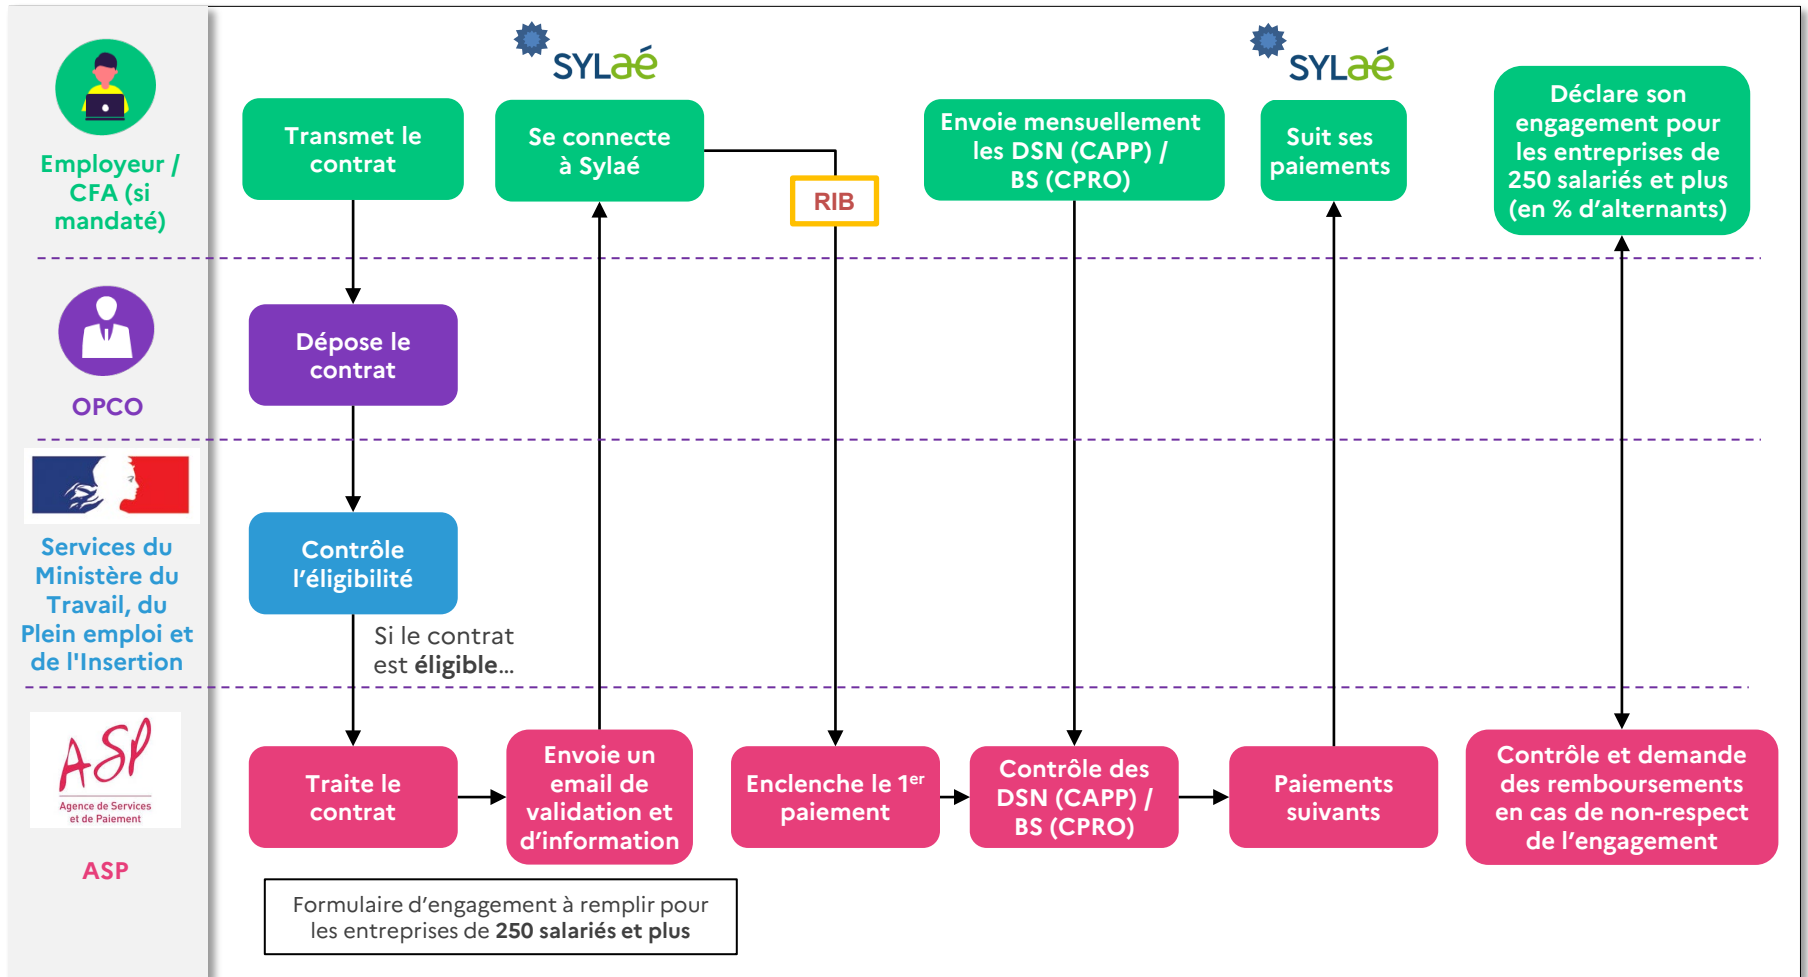 SYLaé
SYLaé
Employeur /
CFA (si
mandaté)
Transmet le
contrat
Se connecte
à Sylaé
RIB
Envoie mensuellement
les DSN (CAPP) /
BS (CPRO)
Suit ses
paiements
Déclare son
engagement pour
les entreprises de
250 salariés et plus
(en % d’alternants)
OPCO
Dépose le
contrat
Services du
Ministère du
Travail, du
Plein emploi et
de l'Insertion
Contrôle
l’éligibilité
Si le contrat
est éligible...
ASP
Agence de Services
et de Paiement
ASP
Traite le
contrat
Envoie un
email de
validation et
d’information
Enclenche le 1er
paiement
Contrôle des
DSN (CAPP) /
BS (CPRO)
Paiements
suivants
Contrôle et demande
des remboursements
en cas de non-respect
de l’engagement
Formulaire d’engagement à remplir pour
les entreprises de 250 salariés et plus